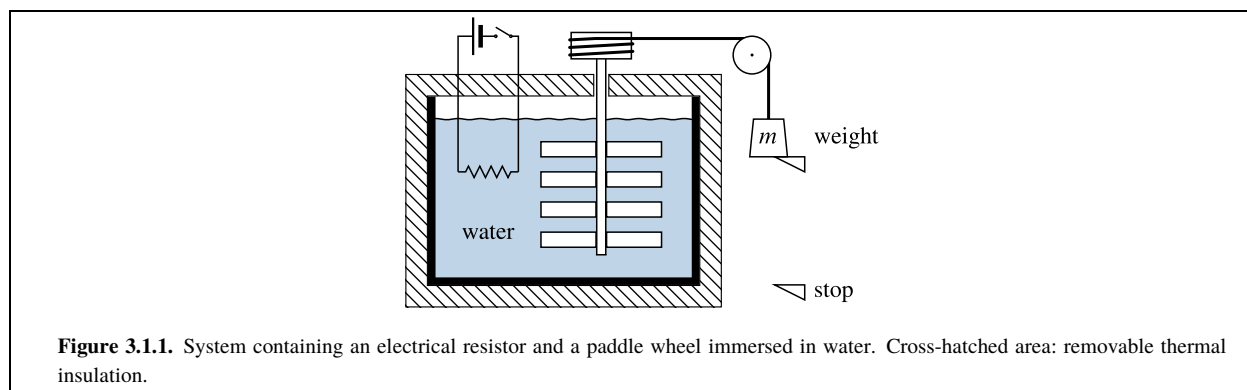 m
weight
water
stop
Figure 3.1.1. System containing an electrical resistor and a paddle wheel immersed in water. Cross-hatched area: removable thermal
insulation.